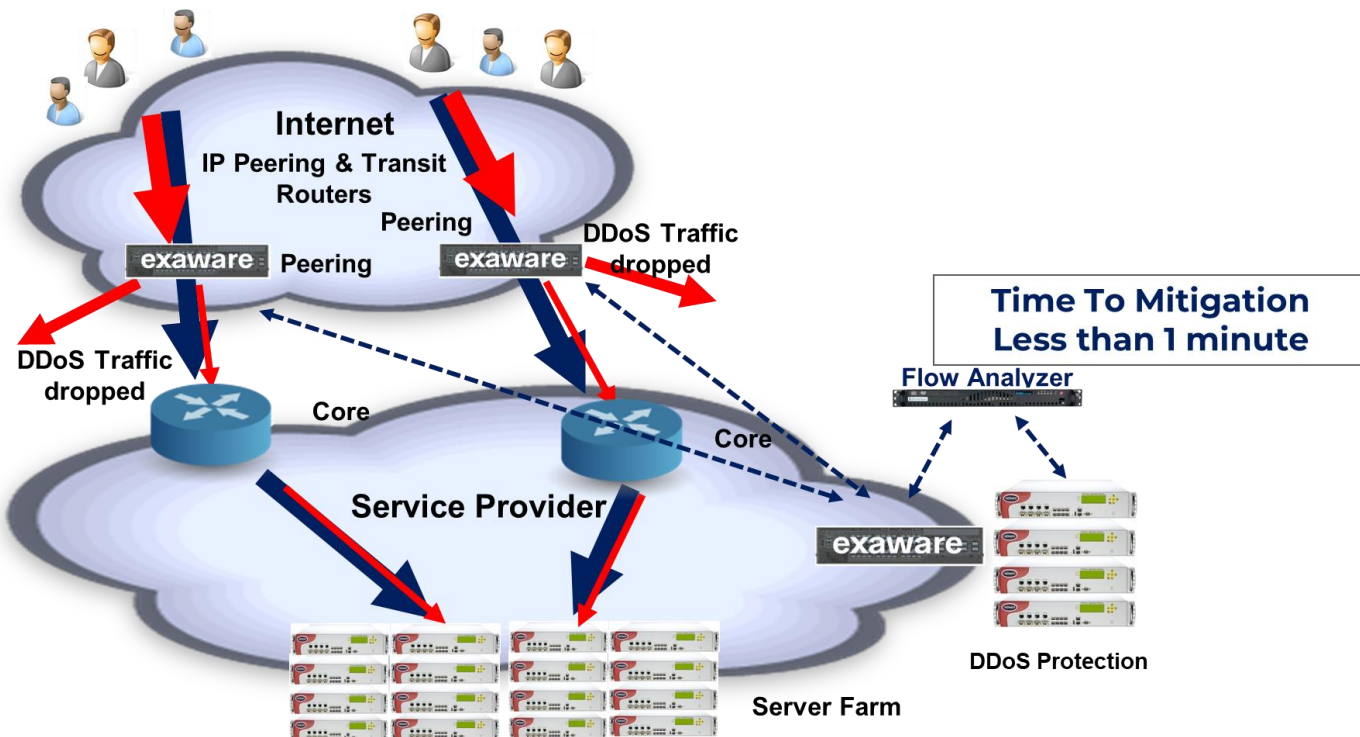 Internet
IP Peering & Transit
Routers
Peering
DDoS Traffic
dropped
exaware
Peering
exaware
Time To Mitigation
Less than 1 minute
DDoS Traffic
dropped
Flow Analyzer
Core
Core
Service Provider
exaware
DDoS Protection
Server Farm